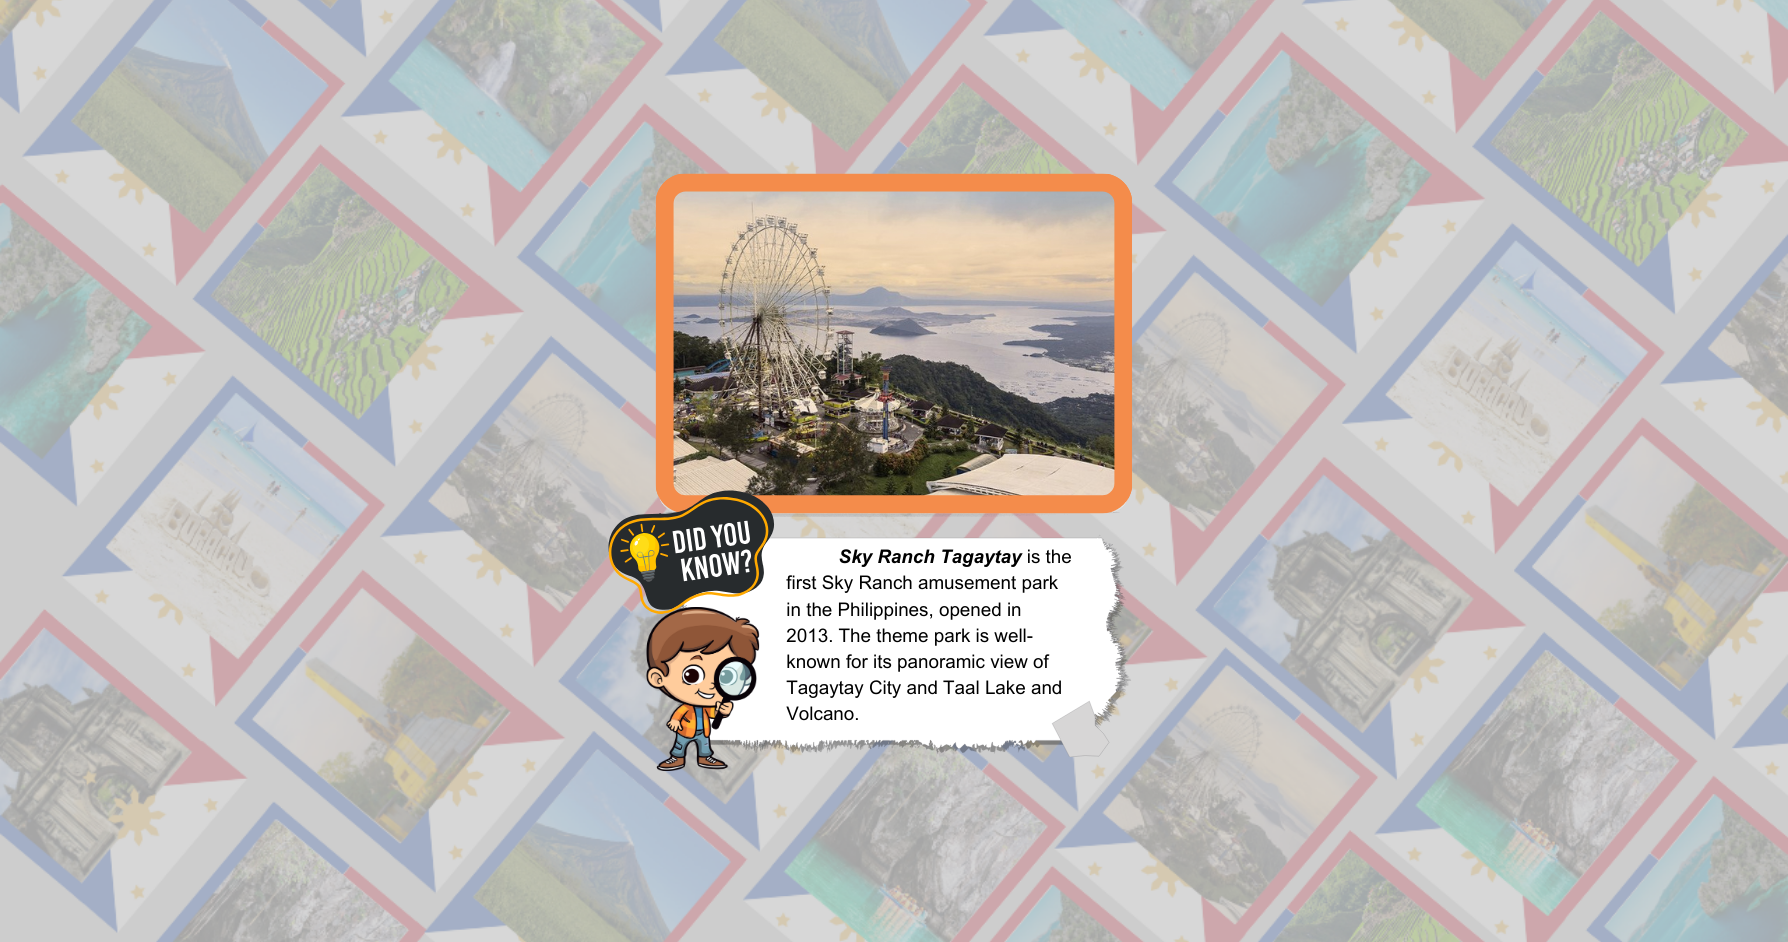 DID YOU
KNOW?
Sky Ranch Tagaytay is the
first Sky Ranch amusement park
in the Philippines, opened in
2013. The theme park is well-
known for its panoramic view of
Tagaytay City and Taal Lake and
Volcano.